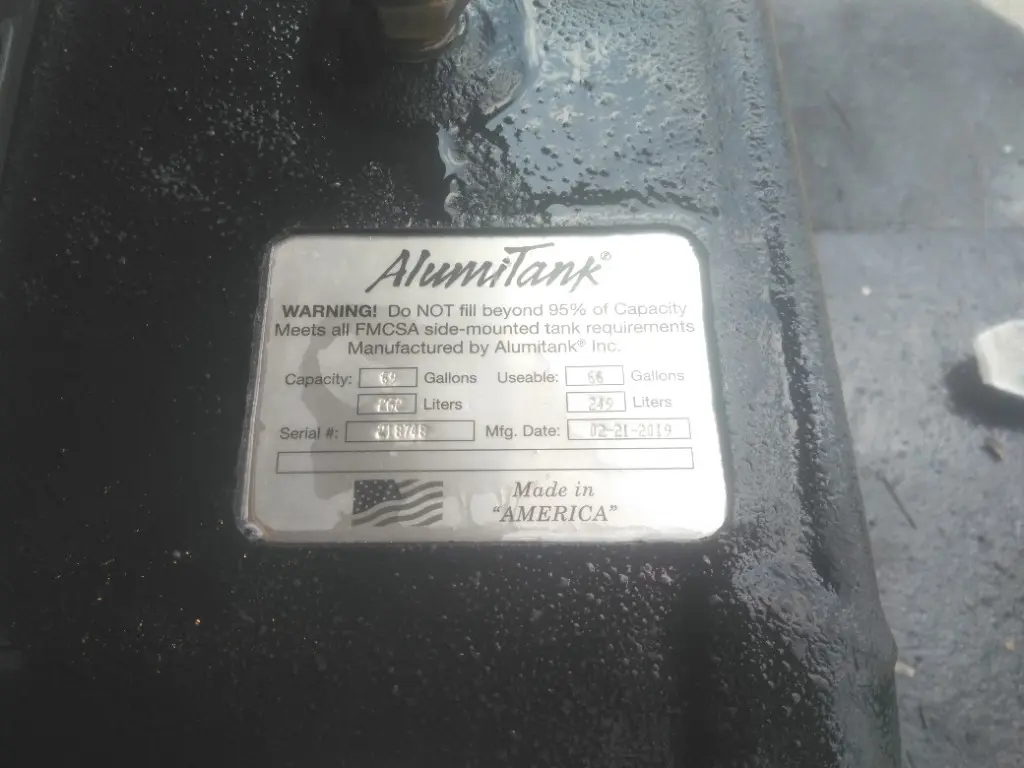 AlumiTank®
WARNING! Do NOT fill beyond 95% of Capacity
Meets all FMCSA side-mounted tank requirements
Manufactured by Alumitank® Inc.
Capacity: Gallons Useable: 66 Gallons
Liters 249 Liters
Serial #: Mfg. Date: 02-21-2019
Made in
"AMERICA"